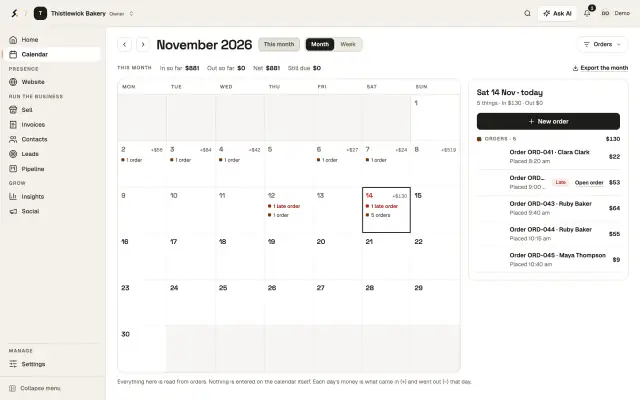 T Thistlewick Bakery Owner
Ask AI 3 BO Demo
Home
Calendar
PRESENCE
Website
RUN THE BUSINESS
Sell
Invoices
Contacts
Leads
Pipeline
GROW
Insights
Social
MANAGE
Settings
Collapse menu
November 2026 This month Month Week Orders
THIS MONTH In so far $881 Out so far $0 Net $881 Still due $0 Export the month
MON TUE WED THU FRI SAT SUN
1
2 3 +$84 4 +$42 5 6 +$27 7 +$24 8 +$519
1 order 1 order 1 order 1 order 1 order
9 10 11 12 13 14 +$130 15
1 late order 1 late order
1 order 5 orders
16 17 18 19 20 21 22
23 24 25 26 27 28 29
30
Everything here is read from orders. Nothing is entered on the calendar itself. Each day's money is what came in (+) and went out (-) that day.
Sat 14 Nov · today
5 things · In $130 · Out $0
+ New order
ORDERS · 5 $130
Order ORD-041 · Clara Clark
Placed 8:20 am $22
Order ORD... Late Open order $53
Placed 9:00...
Order ORD-043 · Ruby Baker
Placed 9:40 am $64
Order ORD-044 · Ruby Baker
Placed 10:15 am $55
Order ORD-045 · Maya Thompson
Placed 10:40 am $9